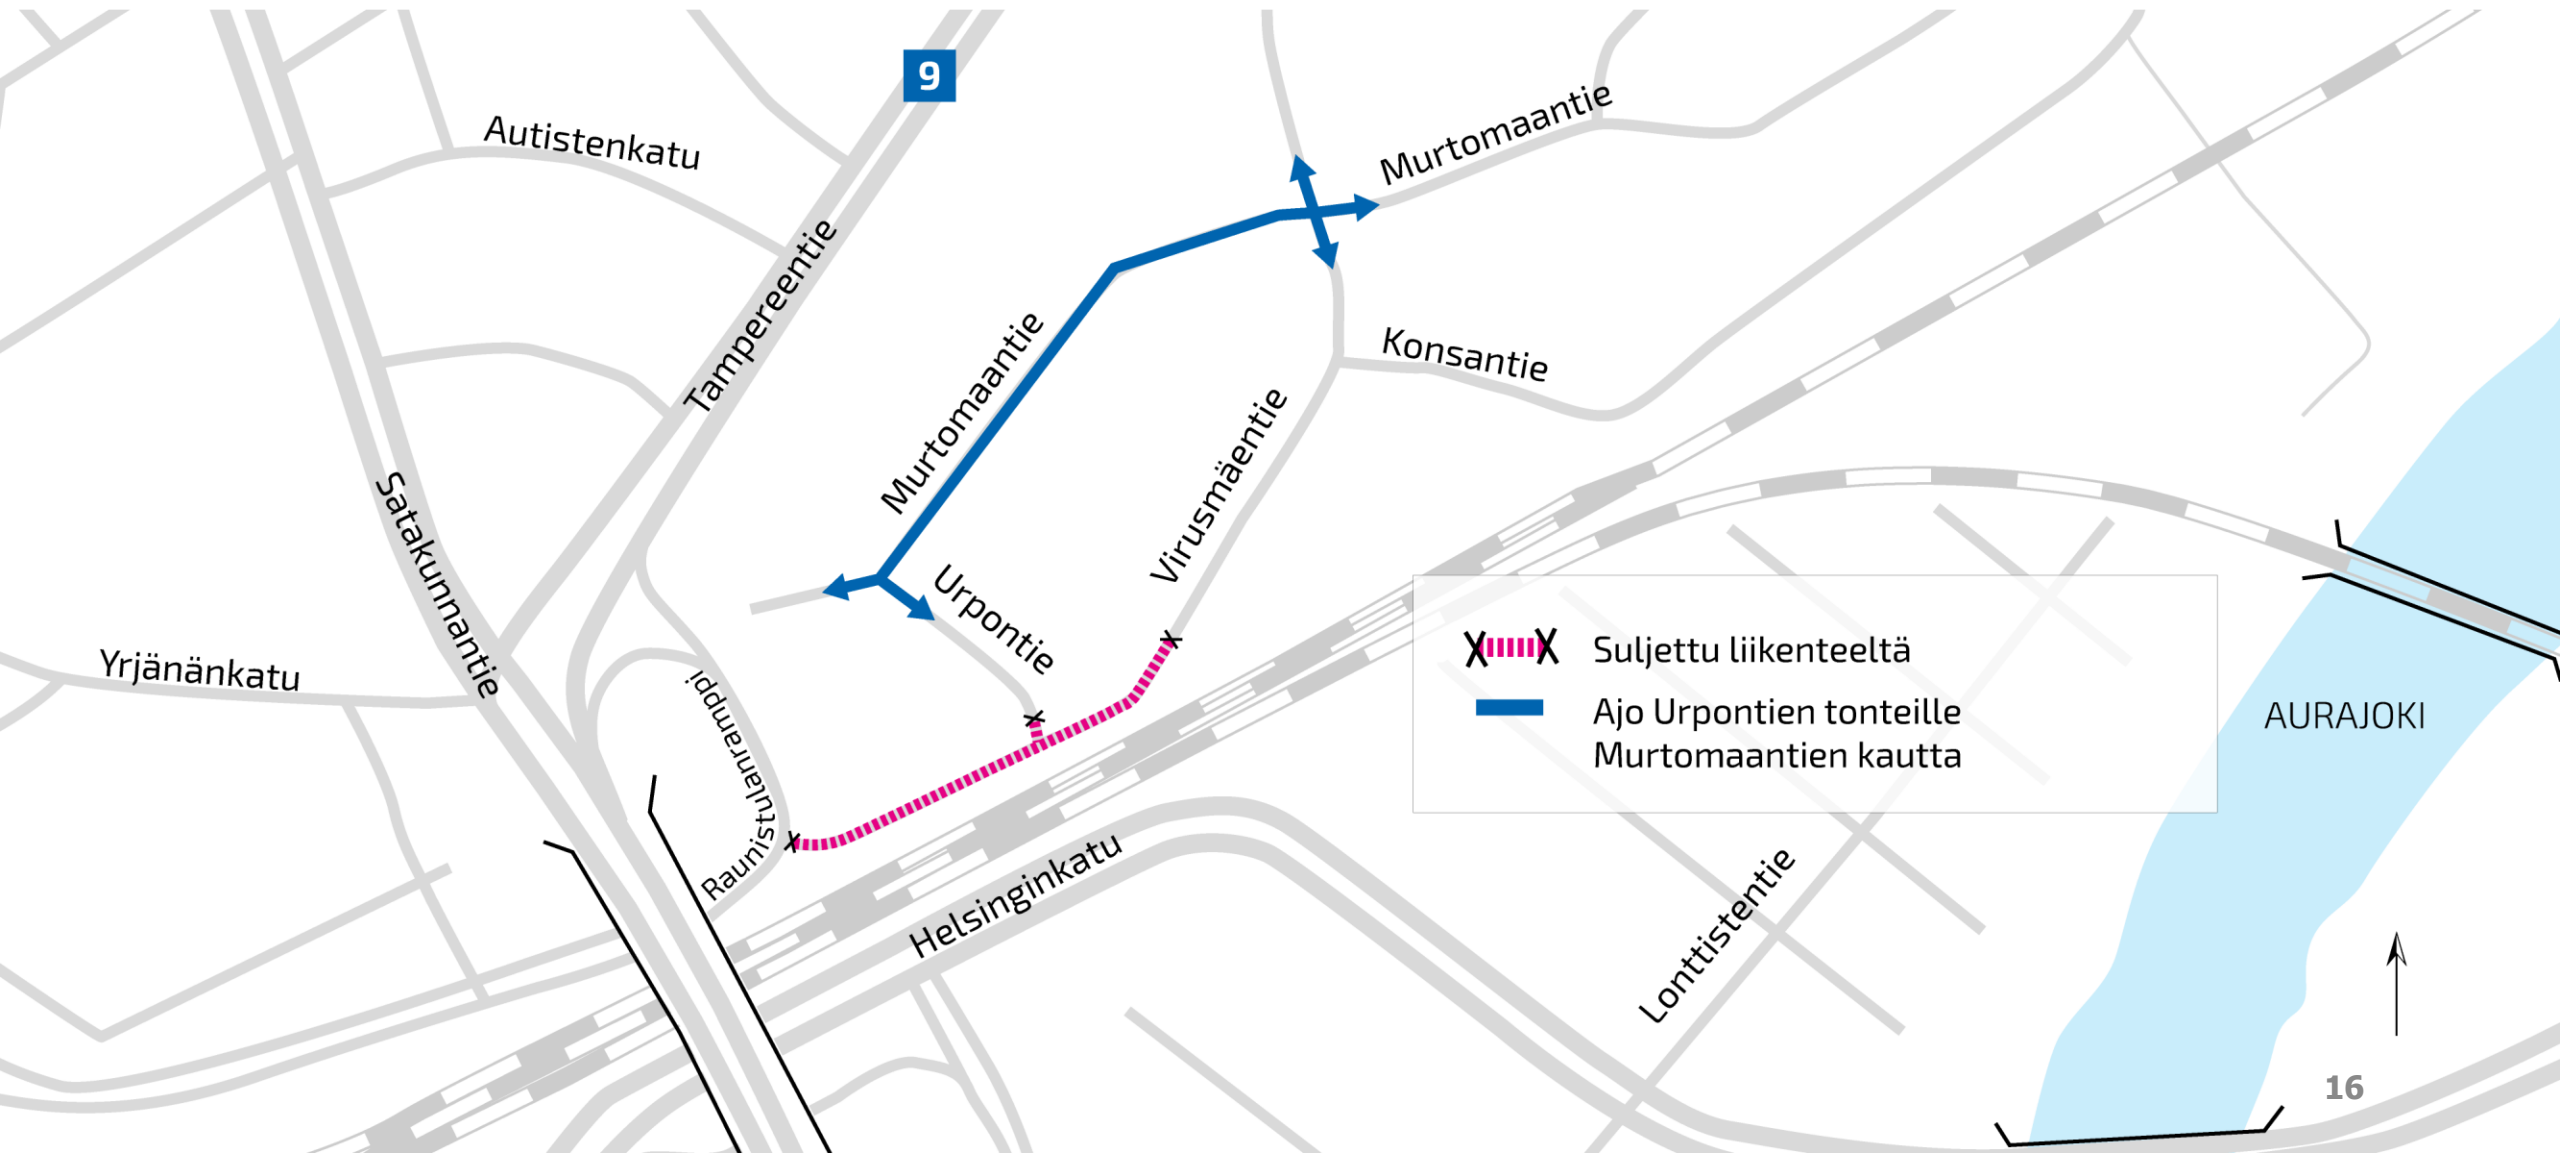 9
Autistenkatu
Murtomaantie
Tampereentie
Murtomaantie
Konsantie
Virusmäentie
Satakunnantie
Urpontie
Yrjänänkatu
Raunistulanramppi
Suljettu liikenteeltä
Ajo Urpontien tonteille
Murtomaantien kautta
AURAJOKI
Helsinginkatu
Lonttistentie
16